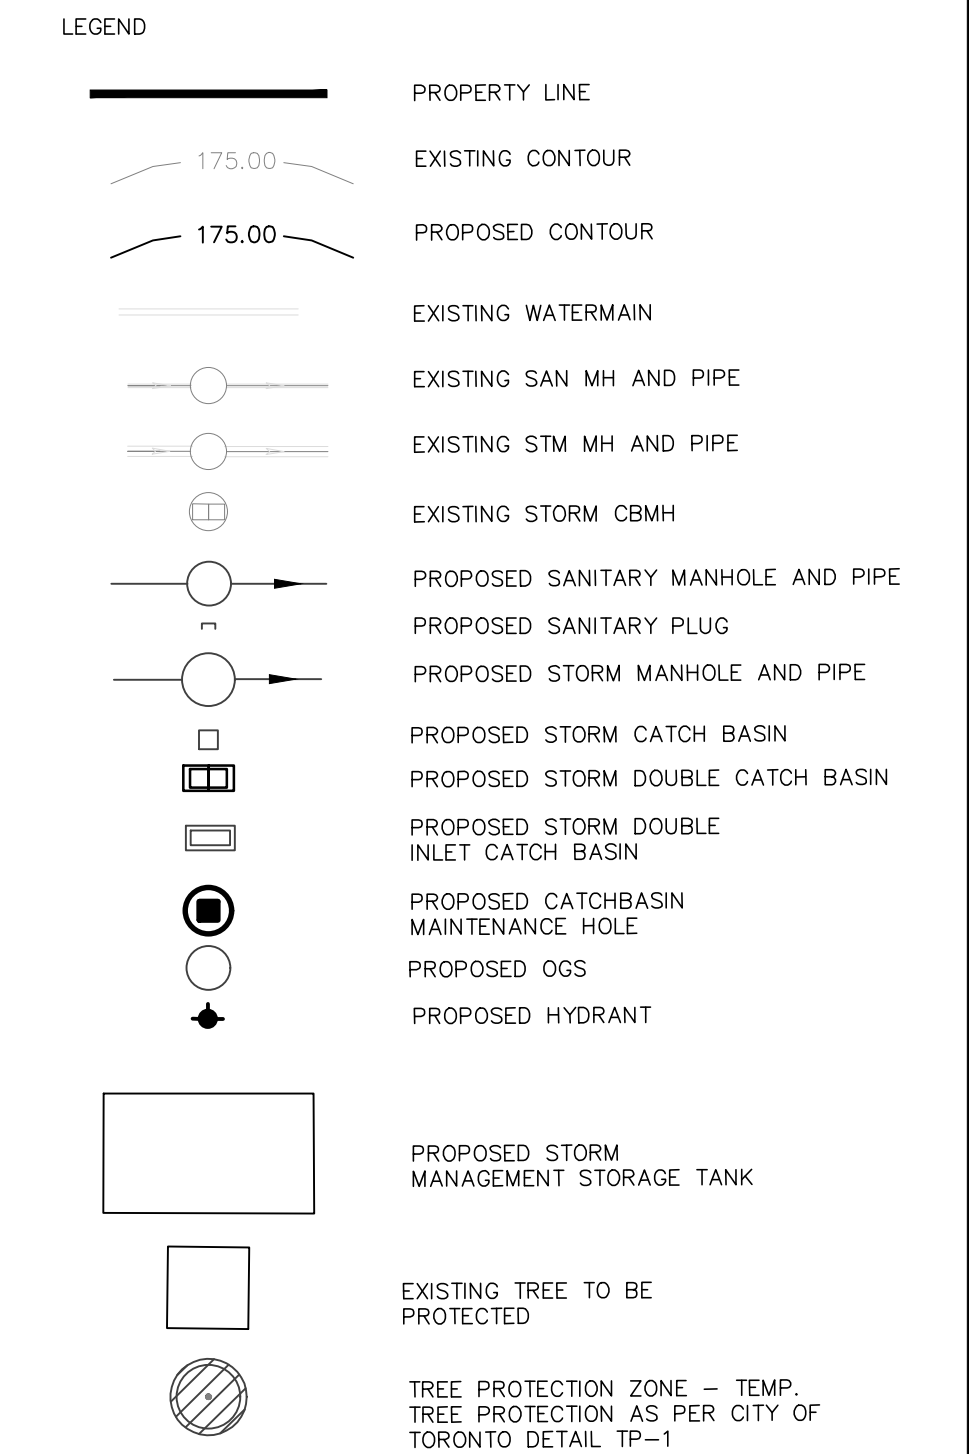 LEGEND
PROPERTY LINE
175.00 EXISTING CONTOUR
175.00 PROPOSED CONTOUR
EXISTING WATERMAIN
EXISTING SAN MH AND PIPE
EXISTING STM MH AND PIPE
EXISTING STORM CBMH
PROPOSED SANITARY MANHOLE AND PIPE
PROPOSED SANITARY PLUG
PROPOSED STORM MANHOLE AND PIPE
PROPOSED STORM CATCH BASIN
PROPOSED STORM DOUBLE CATCH BASIN
PROPOSED STORM DOUBLE
INLET CATCH BASIN
PROPOSED CATCHBASIN
MAINTENANCE HOLE
PROPOSED OGS
PROPOSED HYDRANT
PROPOSED STORM
MANAGEMENT STORAGE TANK
EXISTING TREE TO BE
PROTECTED
TREE PROTECTION ZONE – TEMP.
TREE PROTECTION AS PER CITY OF
TORONTO DETAIL TP–1